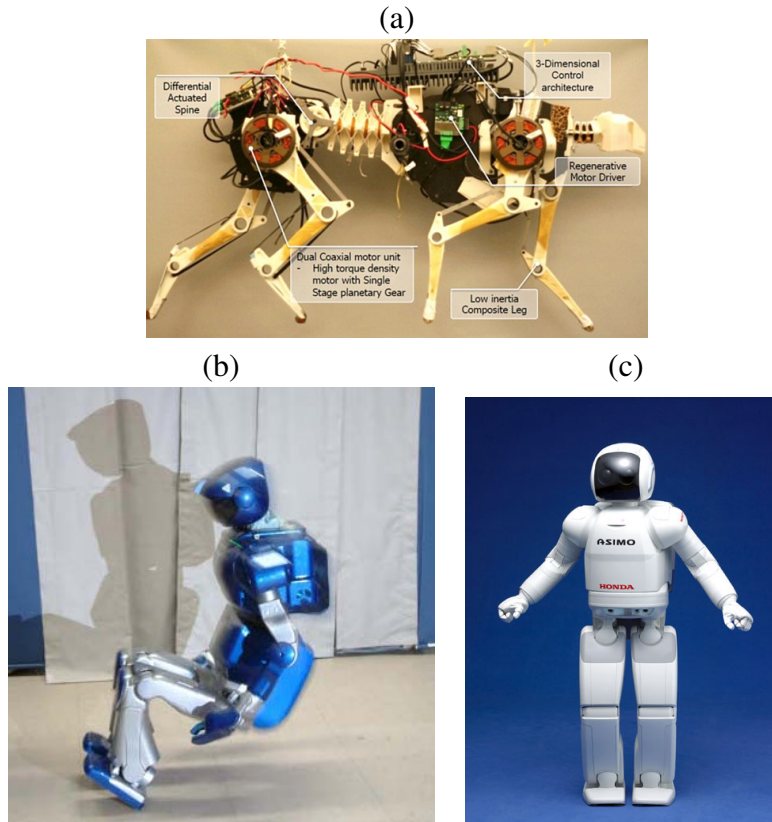 (a)
Differential
Actuated
Spine
3-Dimensional
Control
architecture
Regenerative
Motor Driver
Dual Coaxial motor unit
- High torque density
motor with Single
Stage planetary Gear
Low inertia
Composite Leg
(b)
(c)
ASIMO
HONDA